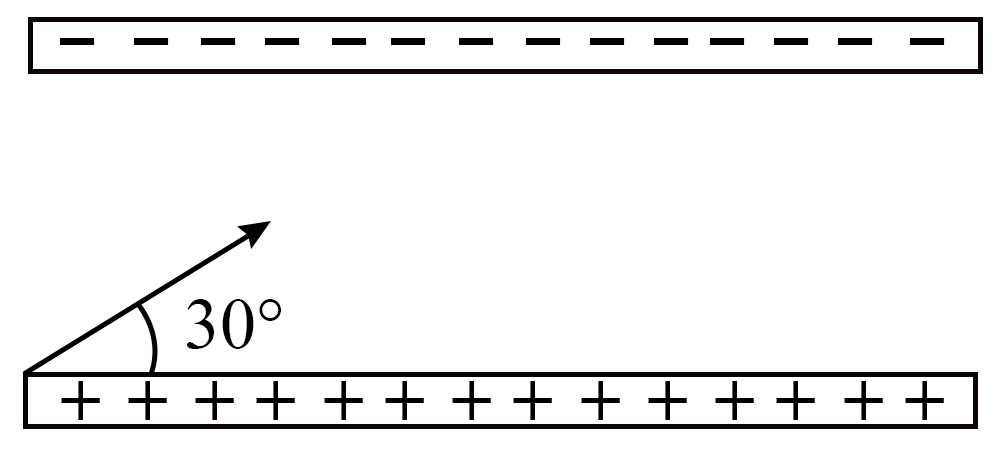 − − − − − − − − − − − − − −
30°
+ + + + + + + + + + + + + +